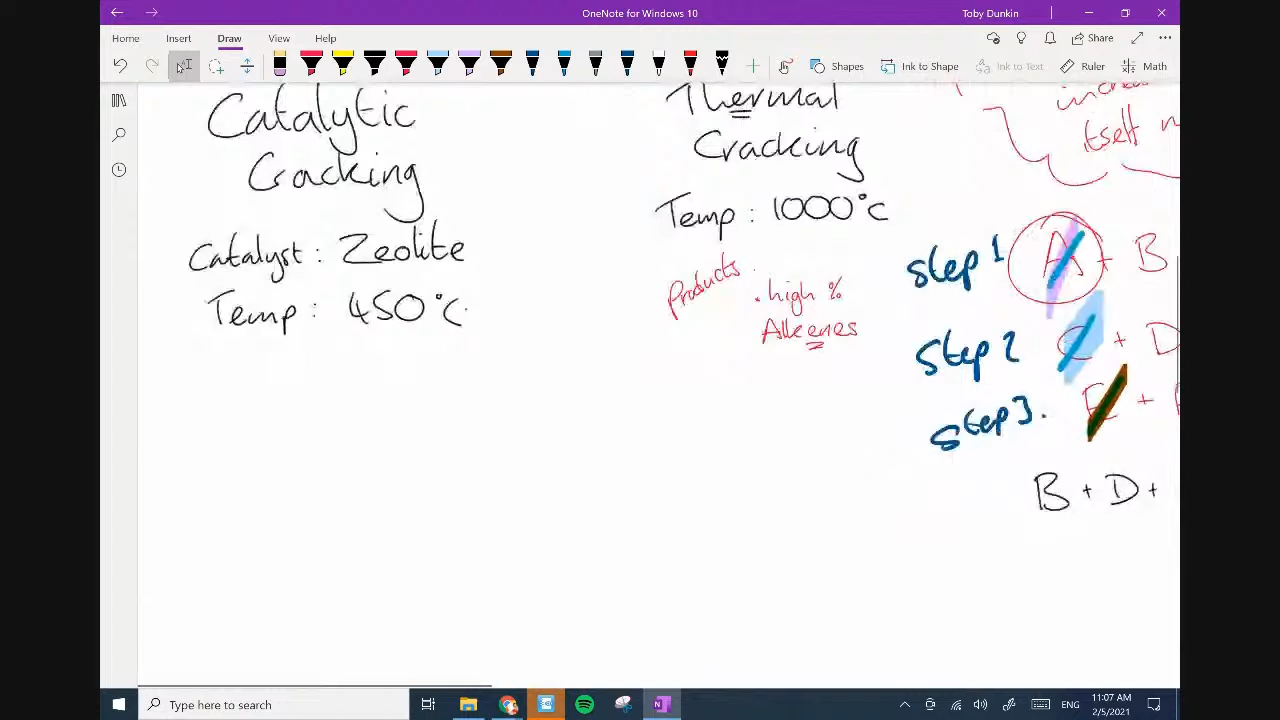 OneNote for Windows 10
Toby Dunkin
Home
Insert
Draw
View
Help
Share
Shapes
Ink to Shape
Ink to Text
Ruler
Math
Catalytic
Cracking
Catalyst : Zeolite
Temp : 450°C
Thermal
Cracking
Temp : 1000°C
Products
. high %
Alkenes
itself
step 1
A + B
step 2
C + D
step 3.
E +
B + D +
Type here to search
ENG
11:07 AM
2/5/2021